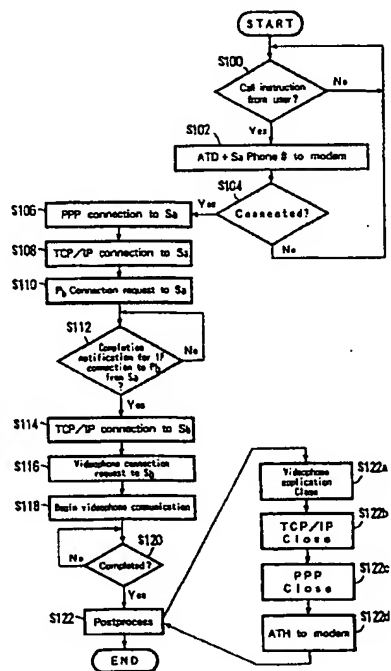 START
S100
Call instruction
from user?
No
Yes
S102
ATD + Sa Phone # to modem
S104
Connected?
Yes
No
S106
PPP connection to Sa
S108
TCP/IP connection to Sa
S110
Pb Connection request to Sa
S112
Completion
notification for IP
connection to Pb
from Sa
?
No
Yes
S114
TCP/IP connection to Sb
S116
Videophone connection
request to Sb
S118
Begin videophone communication
S120
Completed?
No
Yes
S122
Postprocess
END
Videophone
application
Close
S122a
TCP/IP
Close
S122b
PPP
Close
S122c
ATH to modem
S122d